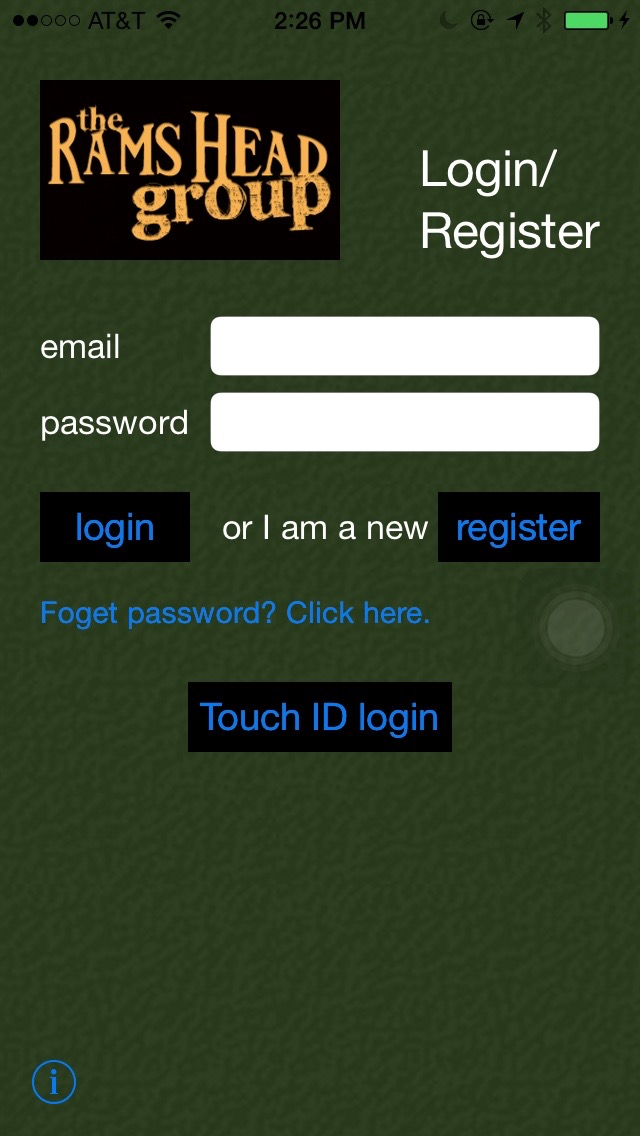 AT&T 2:26 PM
the
RAMS HEAD
group
Login/
Register
email
password
login or I am a new register
Foget password? Click here.
Touch ID login
i